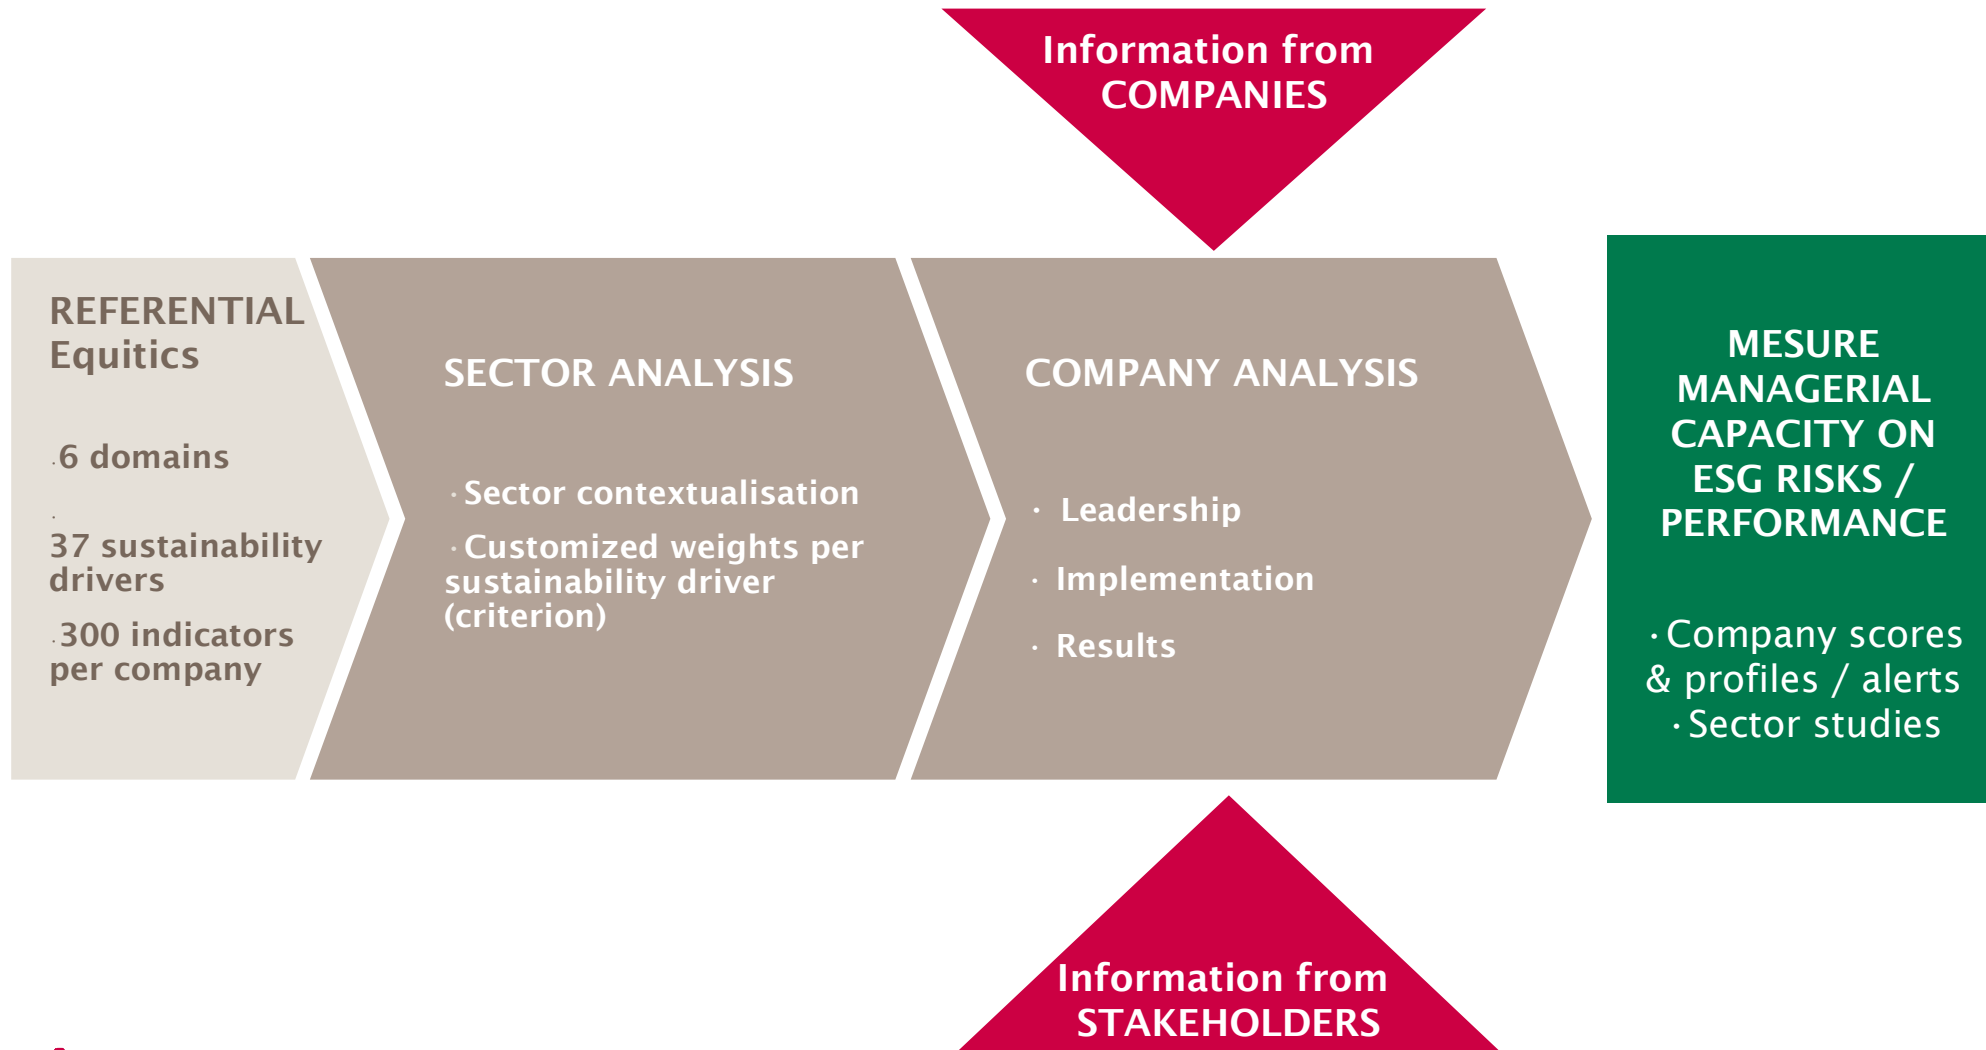 Information from
COMPANIES
REFERENTIAL
Equitics
·6 domains
·
37 sustainability
drivers
·300 indicators
per company
SECTOR ANALYSIS
· Sector contextualisation
· Customized weights per
sustainability driver
(criterion)
COMPANY ANALYSIS
· Leadership
· Implementation
· Results
MESURE
MANAGERIAL
CAPACITY ON
ESG RISKS /
PERFORMANCE
· Company scores
& profiles / alerts
· Sector studies
Information from
STAKEHOLDERS